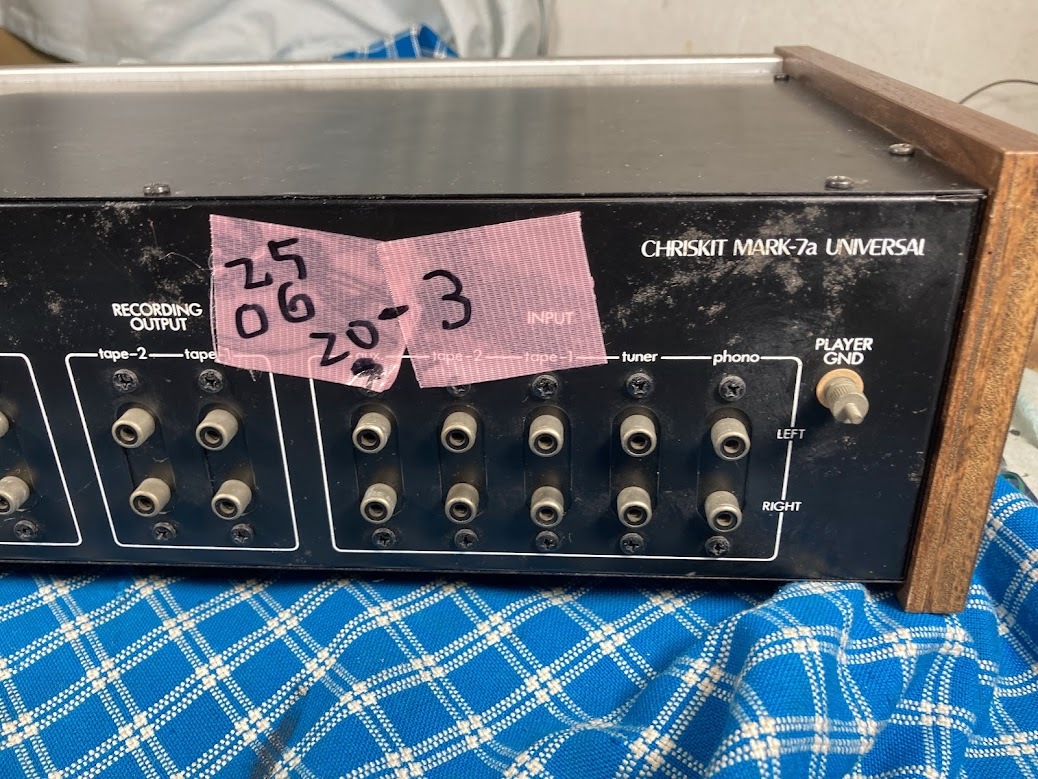 CHRISKIT MARK-7a UNIVERSAL
25
06
20-3
RECORDING
OUTPUT
INPUT
PLAYER
GND
tape-2 tape-1
tape-2 tape-1 tuner phono
LEFT
RIGHT